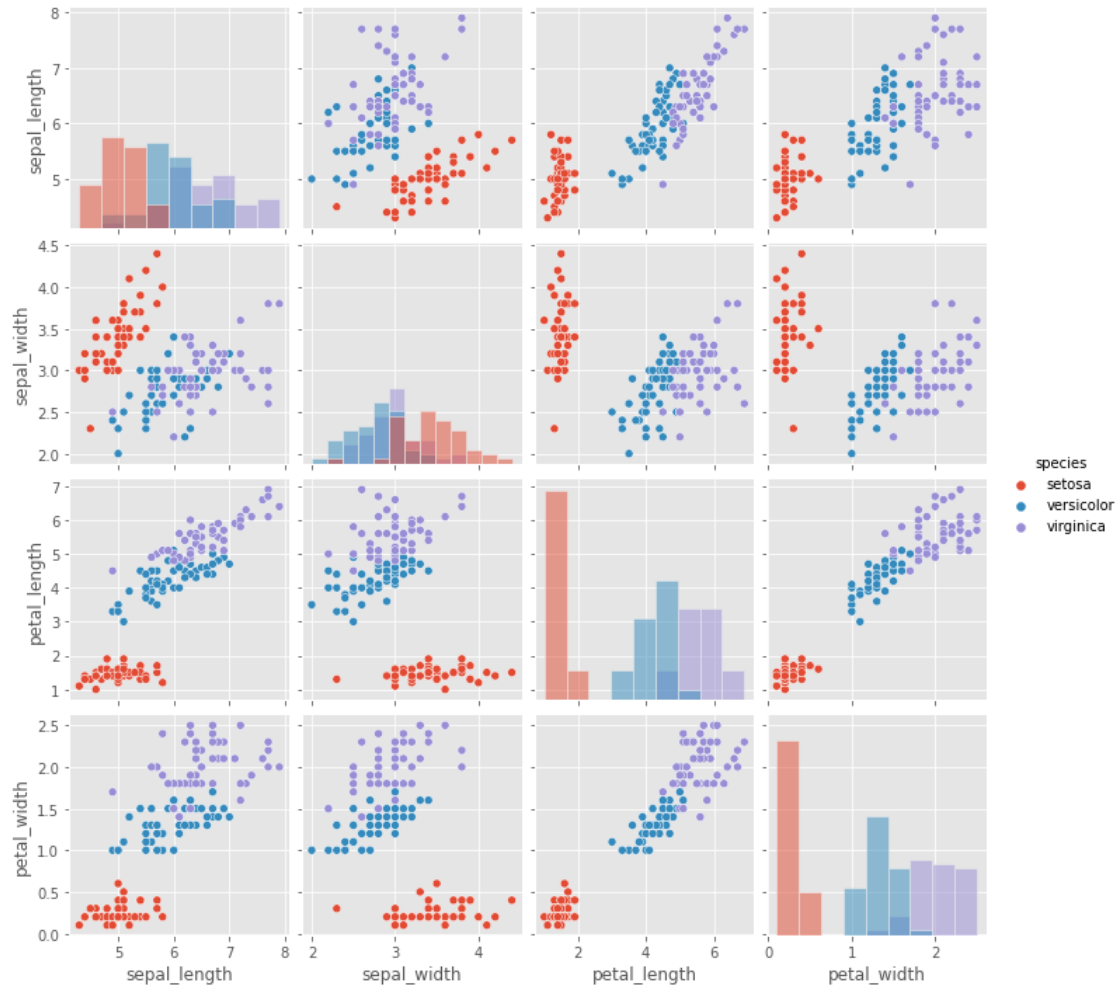 8
7
6
5
sepal_length
4.5
4.0
3.5
3.0
2.5
2.0
sepal_width
7
6
5
4
3
2
1
petal_length
2.5
2.0
1.5
1.0
0.5
0.0
petal_width
5 6 7 8
sepal_length
2 3 4
sepal_width
2 4 6
petal_length
0 1 2
petal_width
species
setosa
versicolor
virginica